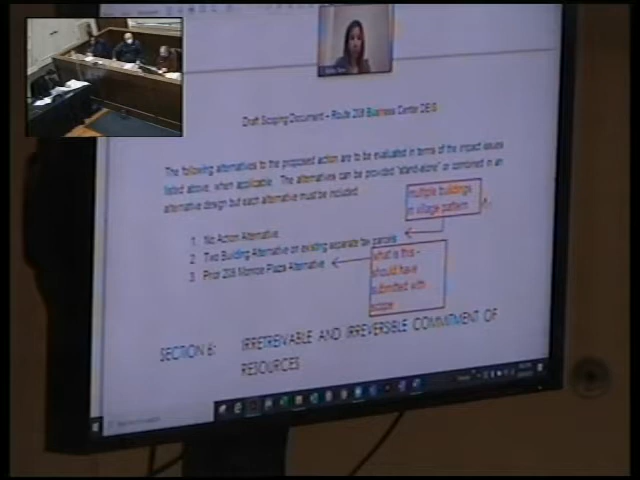 Draft Scoping Document – Route 208 Business Center DEIS
The following alternatives to the proposed action are to be evaluated in terms of the impact issues
listed above, when applicable. The alternatives can be provided "stand-alone" or combined in an
alternative design but each alternative must be included.
multiple buildings
in village pattern
1. No Action Alternative
2. Two Building Alternative on existing separate tax parcels
3. Prior 208 Monroe Plaza Alternative
what is this -
should have
submitted with
scope
SECTION 6: IRRETREIVABLE AND IRREVERSIBLE COMMITMENT OF
RESOURCES